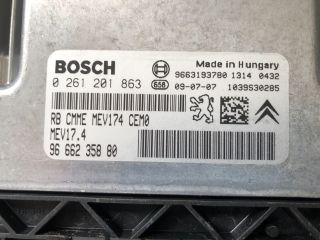 BOSCH
Made in Hungary
9663193780 1314 0432
0 261 201 863 658 09-07-07 1039S30285
RB CMME MEV174 CEM0
MEV17.4
96 662 358 80